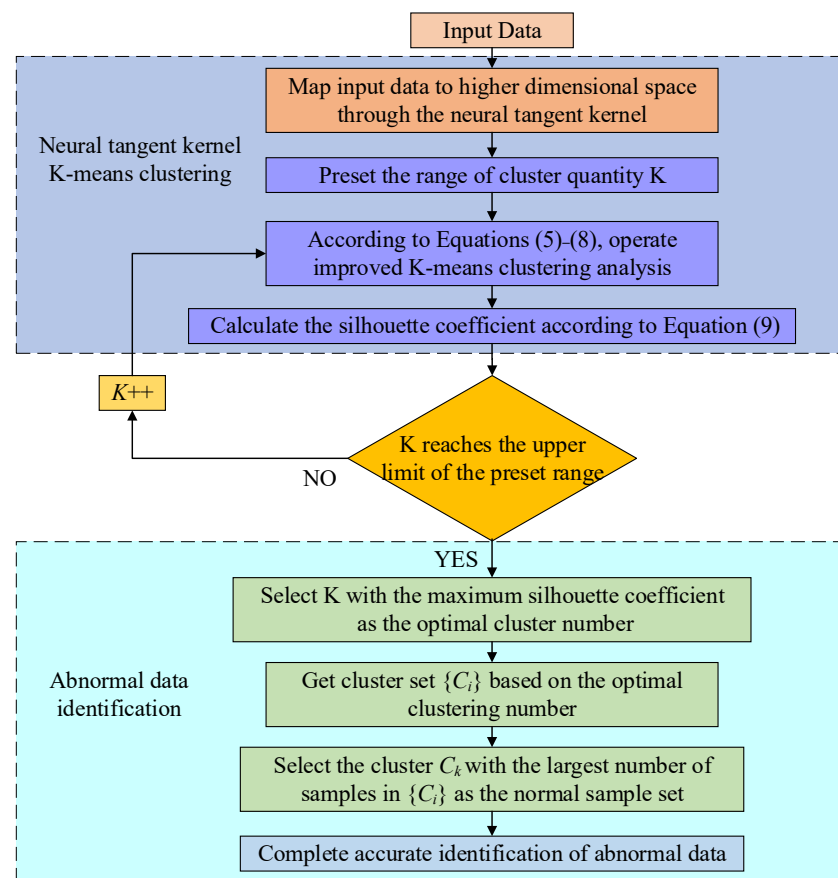 Input Data
Map input data to higher dimensional space
through the neural tangent kernel
Neural tangent kernel
K-means clustering
Preset the range of cluster quantity K
According to Equations (5)-(8), operate
improved K-means clustering analysis
Calculate the silhouette coefficient according to Equation (9)
K++
K reaches the upper
limit of the preset range
NO
YES
Select K with the maximum silhouette coefficient
as the optimal cluster number
Abnormal data
identification
Get cluster set {Ci} based on the optimal
clustering number
Select the cluster Ck with the largest number of
samples in {Ci} as the normal sample set
Complete accurate identification of abnormal data